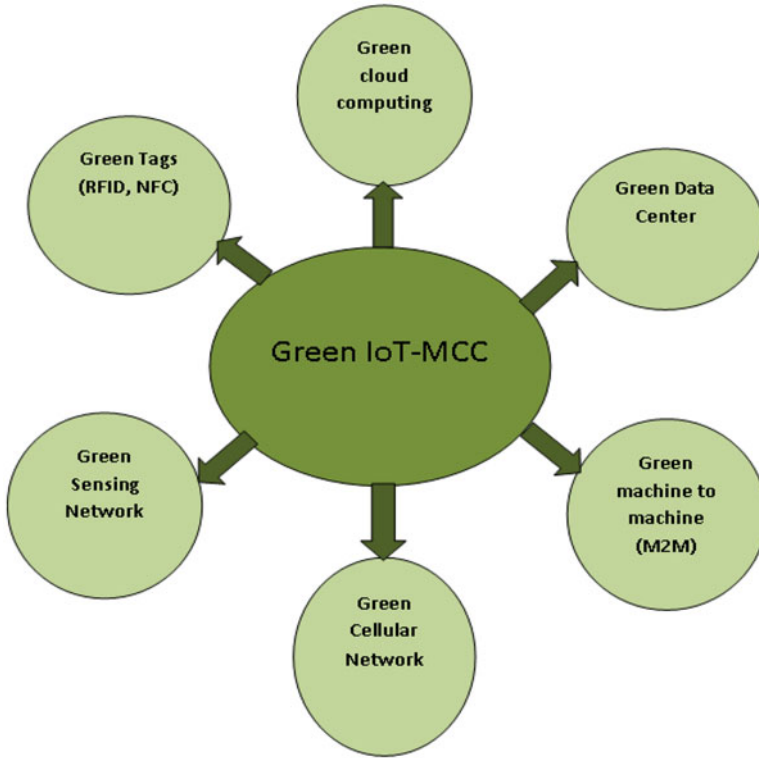 Green
cloud
computing
Green Tags
(RFID, NFC)
Green Data
Center
Green IoT-MCC
Green
Sensing
Network
Green
machine to
machine
(M2M)
Green
Cellular
Network